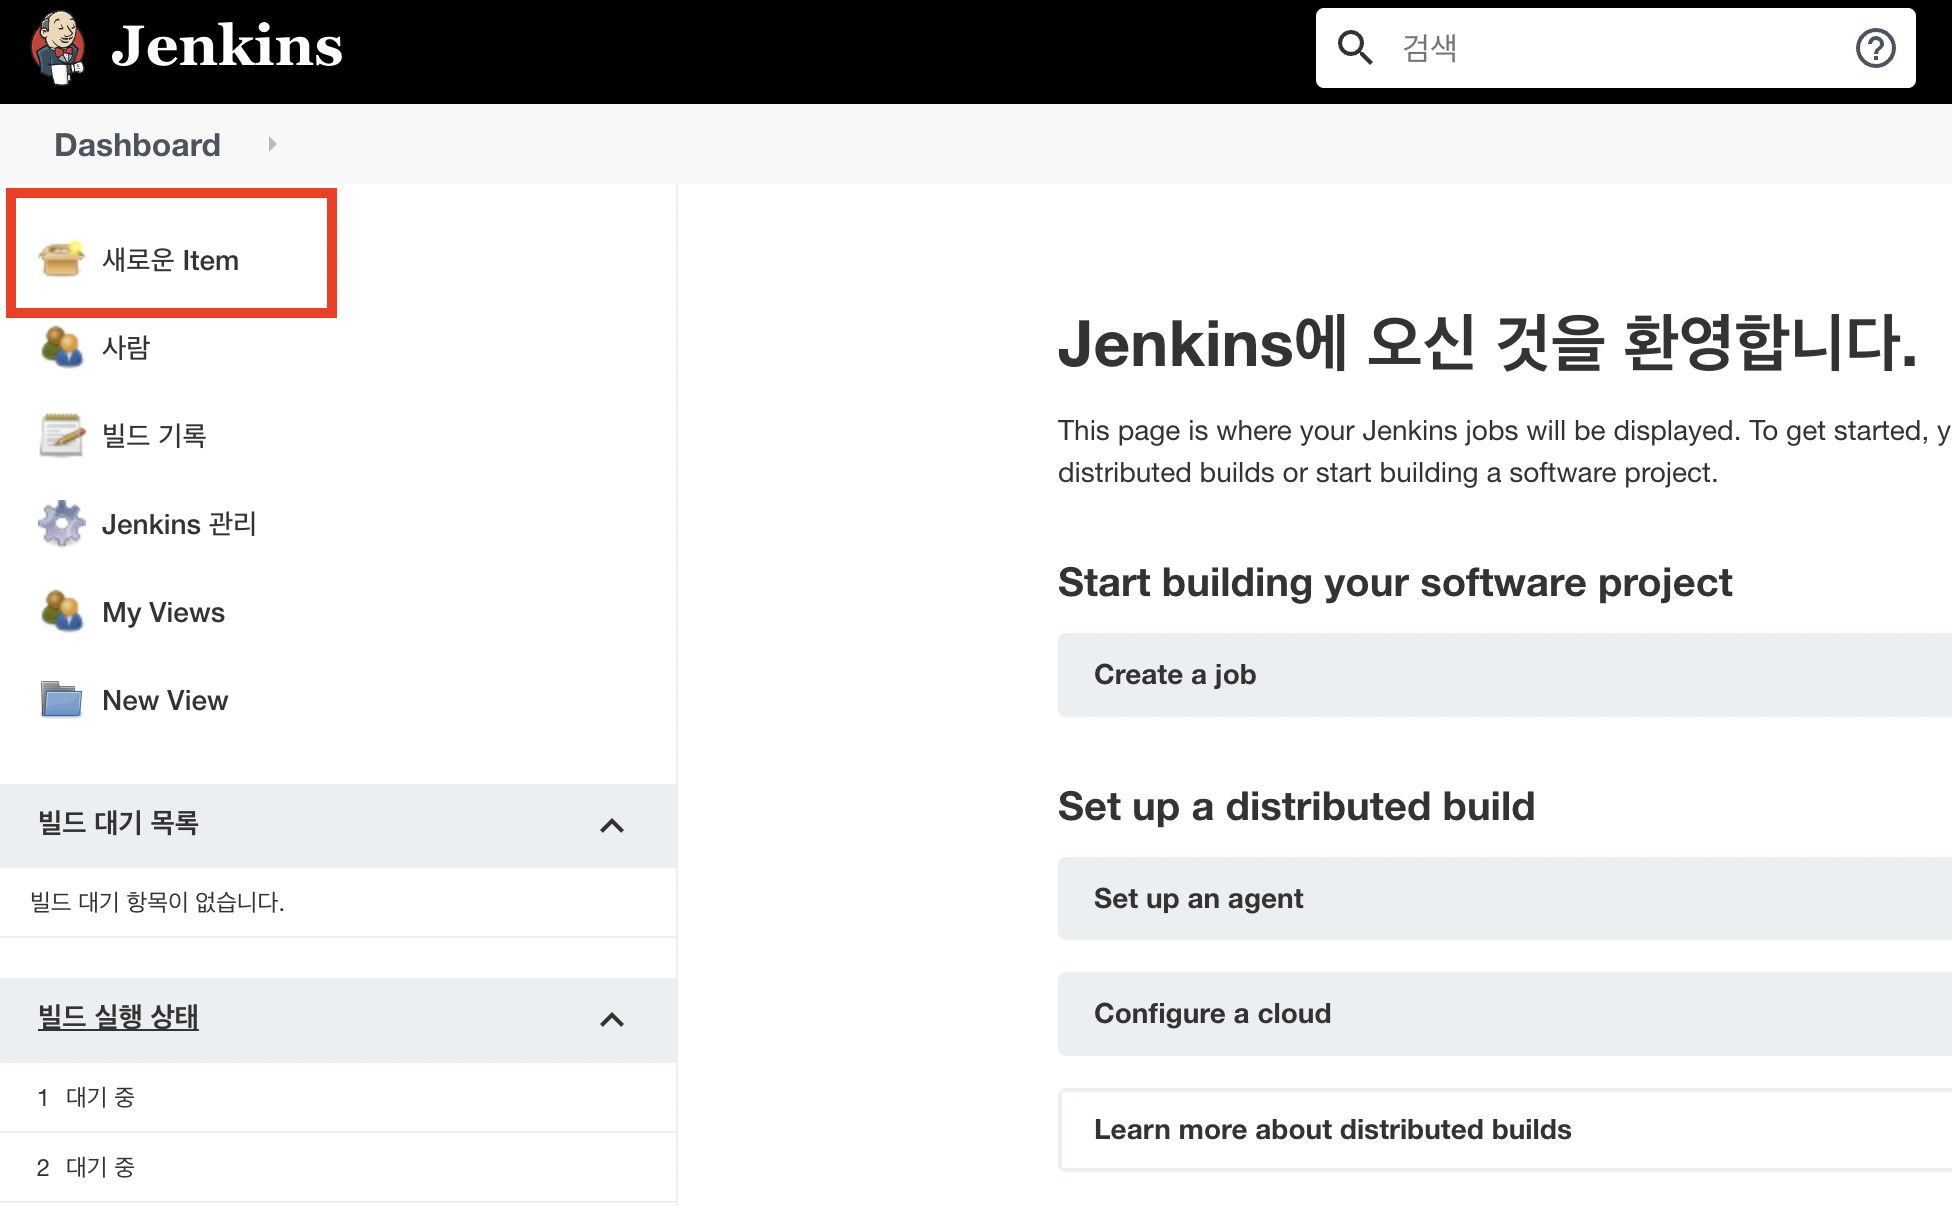 Jenkins
검색
Dashboard
새로운 Item
사람
빌드 기록
Jenkins 관리
My Views
New View
빌드 대기 목록
빌드 대기 항목이 없습니다.
빌드 실행 상태
1 대기 중
2 대기 중
Jenkins에 오신 것을 환영합니다.
This page is where your Jenkins jobs will be displayed. To get started, y
distributed builds or start building a software project.
Start building your software project
Create a job
Set up a distributed build
Set up an agent
Configure a cloud
Learn more about distributed builds